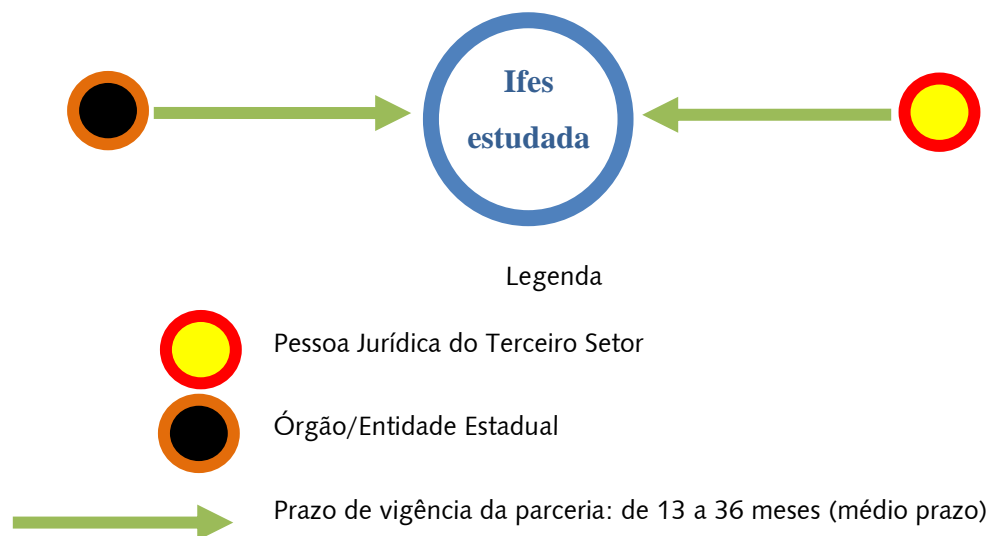 Ifes
estudada
Legenda
Pessoa Jurídica do Terceiro Setor
Órgão/Entidade Estadual
Prazo de vigência da parceria: de 13 a 36 meses (médio prazo)